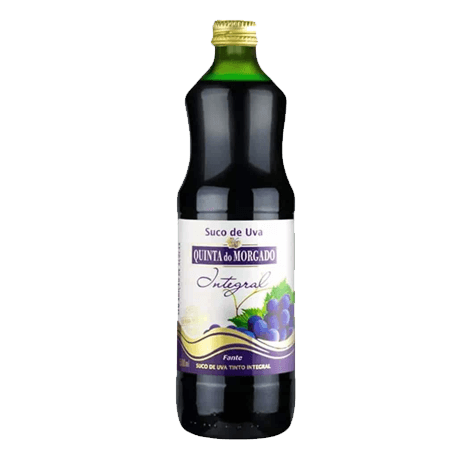 Suco de Uva
QUINTA do MORGADO
Integral
Fante
SUCO DE UVA TINTO INTEGRAL